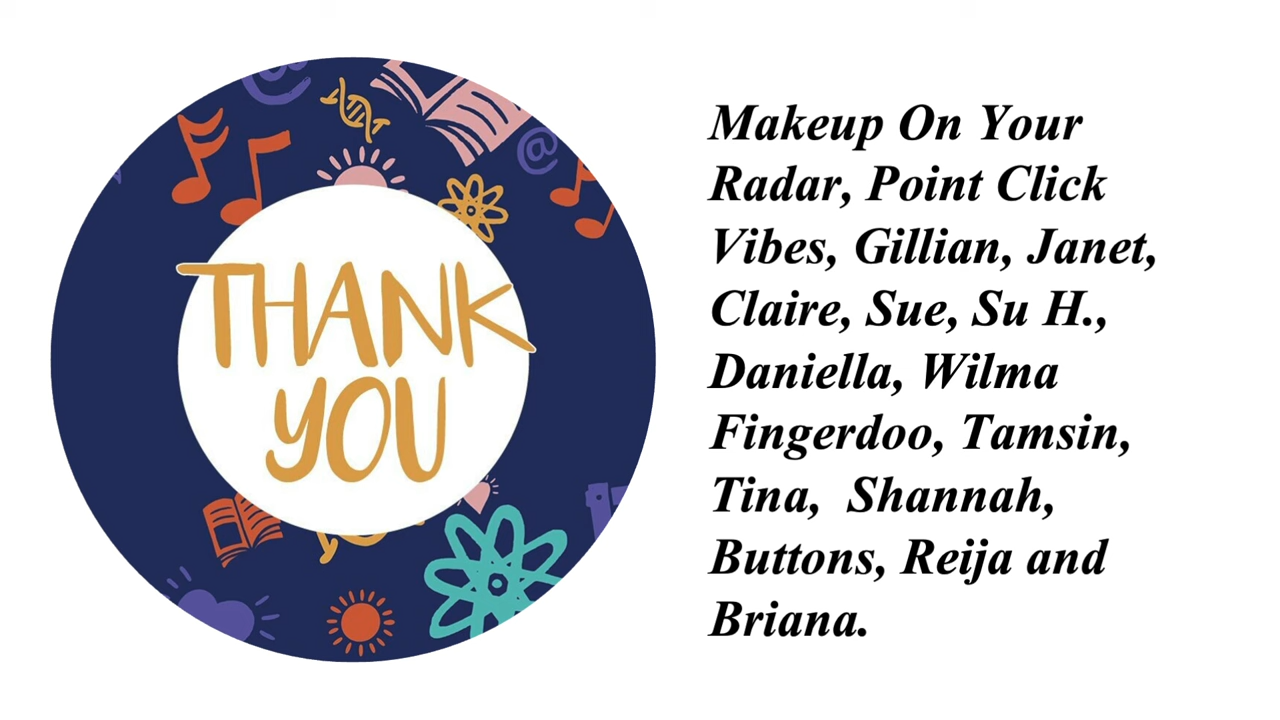 THANK
YOU
Makeup On Your
Radar, Point Click
Vibes, Gillian, Janet,
Claire, Sue, Su H.,
Daniella, Wilma
Fingerdoo, Tamsin,
Tina,  Shannah,
Buttons, Reija and
Briana.